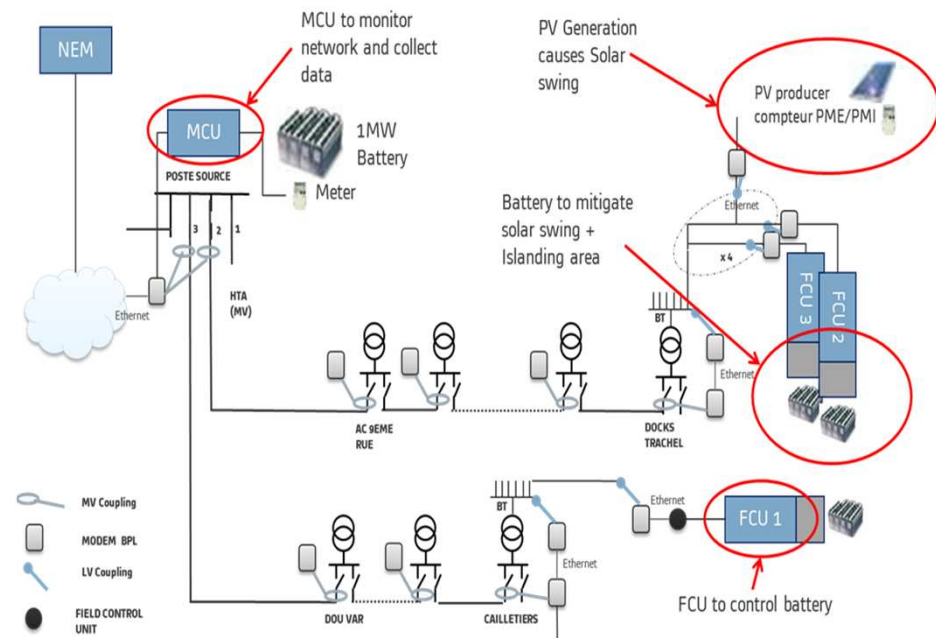 NEM
MCU to monitor
network and collect
data
PV Generation
causes Solar
swing
PV producer
compteur PME/PMI
MCU
1MW
Battery
POSTE SOURCE
Meter
3
2
1
HTA
(MV)
Ethernet
Battery to mitigate
solar swing +
Islanding area
Ethernet
x 4
FCU 3
FCU 2
BT
Ethernet
AC 9EME
RUE
DOCKS
TRACHEL
MV Coupling
MODEM BPL
LV Coupling
FIELD CONTROL
UNIT
BT
Ethernet
Ethernet
FCU 1
DOU VAR
CAILLETIERS
FCU to control battery